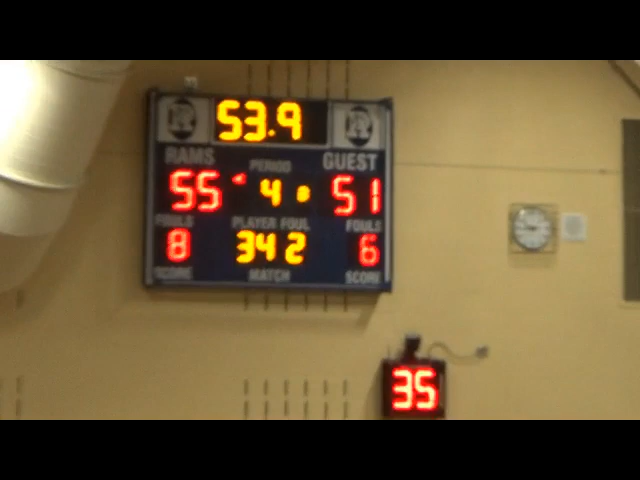 R 53.9 R
RAMS PERIOD GUEST
55 4 51
FOULS PLAYER FOUL FOULS
8 34 2 6
SCORE MATCH SCORE
35